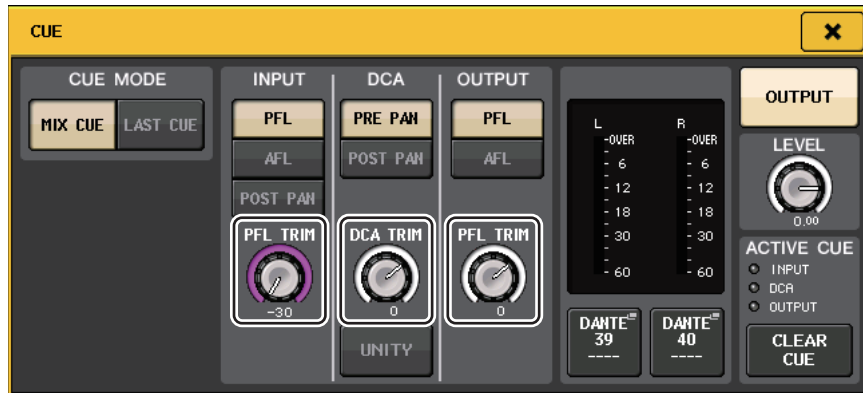 CUE
CUE MODE
MIX CUE
LAST CUE
INPUT
PFL
AFL
POST PAN
PFL TRIM
-30
DCA
PRE PAN
POST PAN
DCA TRIM
0
UNITY
OUTPUT
PFL
AFL
PFL TRIM
0
L R
-OVER -OVER
- 6 - 6
- 12 - 12
- 18 - 18
- 30 - 30
- 60 - 60
DANTE
39
----
DANTE
40
----
OUTPUT
LEVEL
0.00
ACTIVE CUE
INPUT
DCA
OUTPUT
CLEAR
CUE